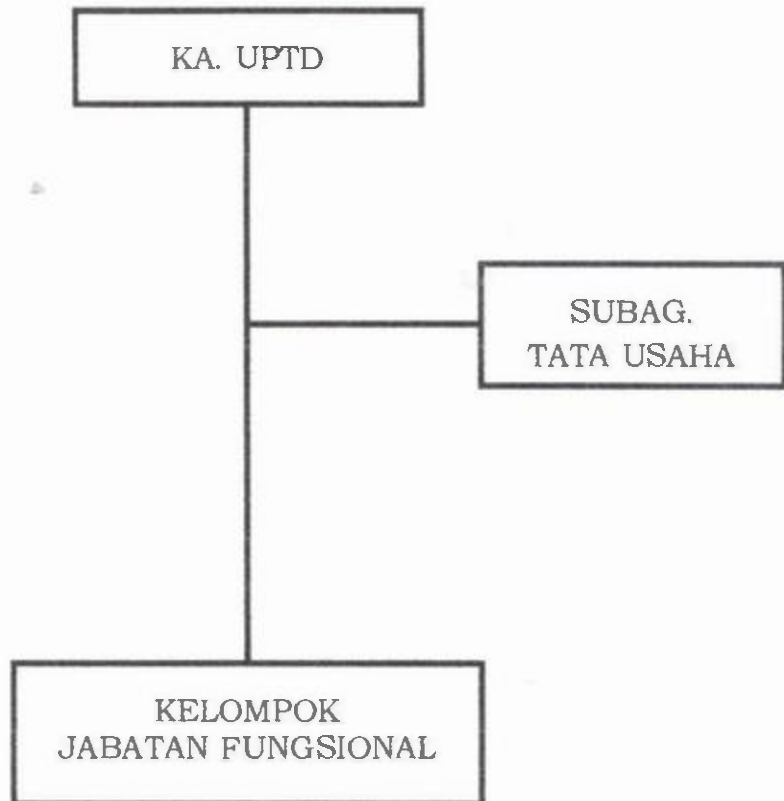 KA. UPTD
SUBAG.
TATA USAHA
KELOMPOK
JABATAN FUNGSIONAL